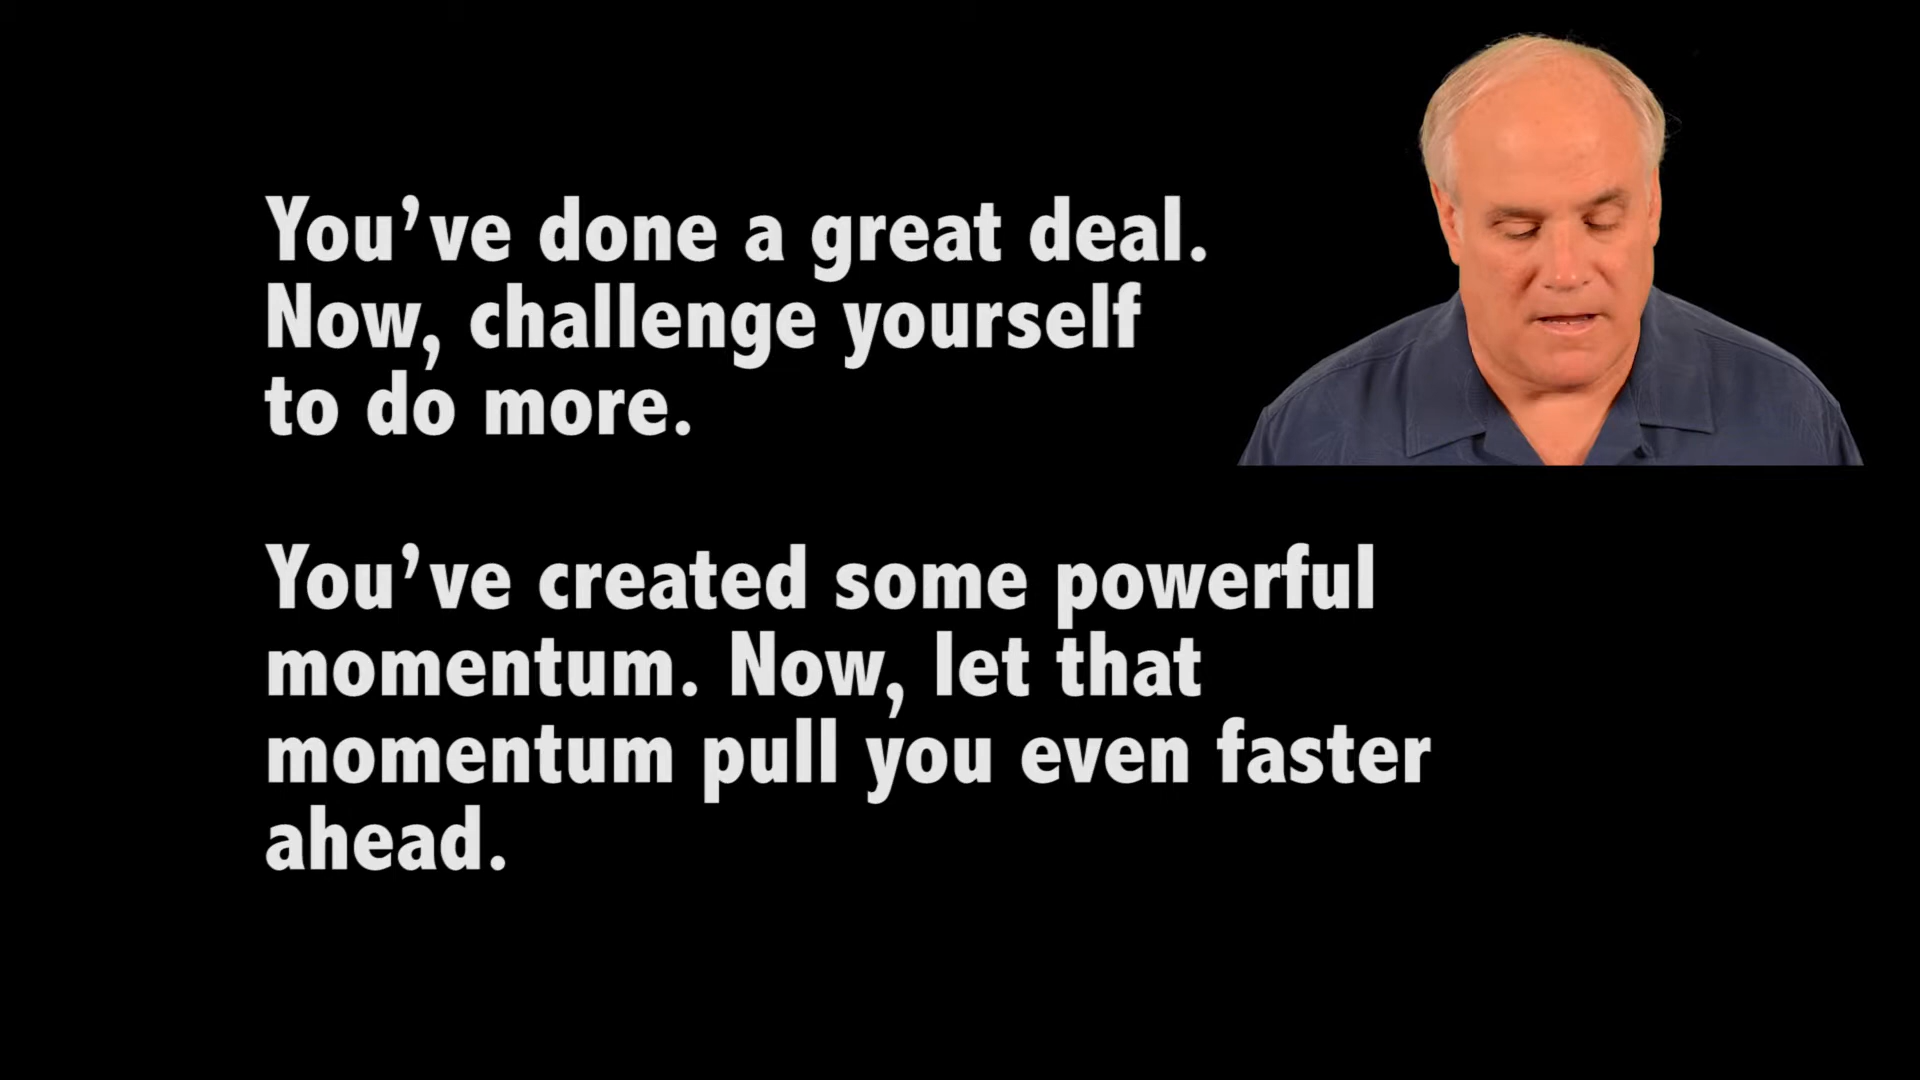 You’ve done a great deal.
Now, challenge yourself
to do more.
You’ve created some powerful
momentum. Now, let that
momentum pull you even faster
ahead.